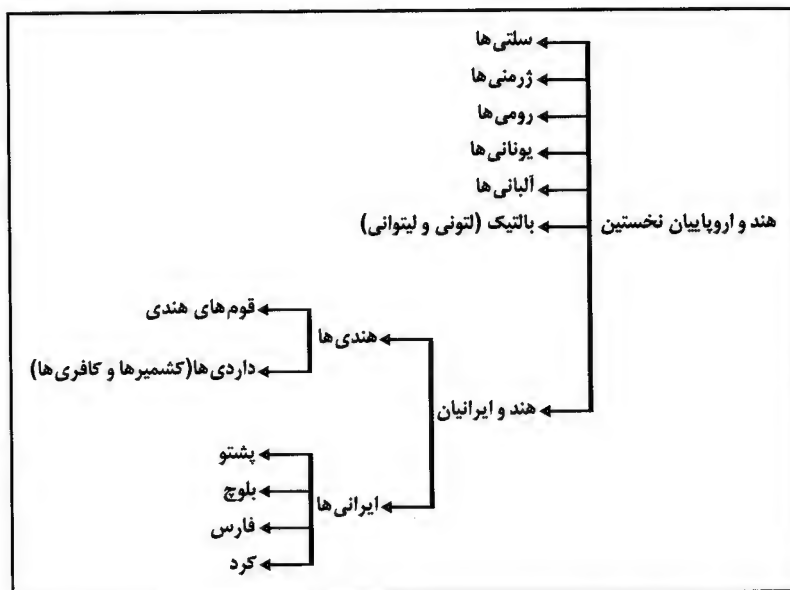 سلتی‌ها
ژرمنی‌ها
رومی‌ها
یونانی‌ها
آلبانی‌ها
هند و اروپاییان نخستین
بالتیک (لتونی و لیتوانی)
قوم‌های هندی
هندی‌ها
داردی‌ها(کشمیرها و کافری‌ها)
هند و ایرانیان
پشتو
بلوچ
ایرانی‌ها
فارس
کرد